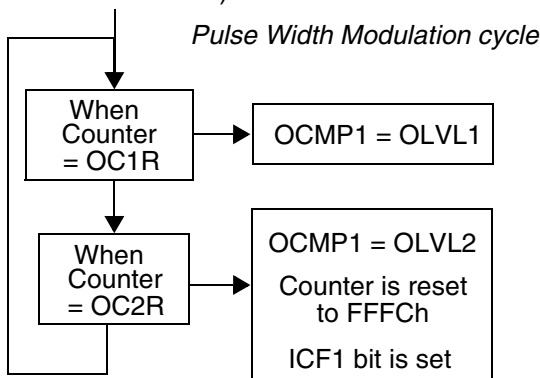 Pulse Width Modulation cycle
When
Counter
= OC1R
OCMP1 = OLVL1
When
Counter
= OC2R
OCMP1 = OLVL2
Counter is reset
to FFFCh
ICF1 bit is set